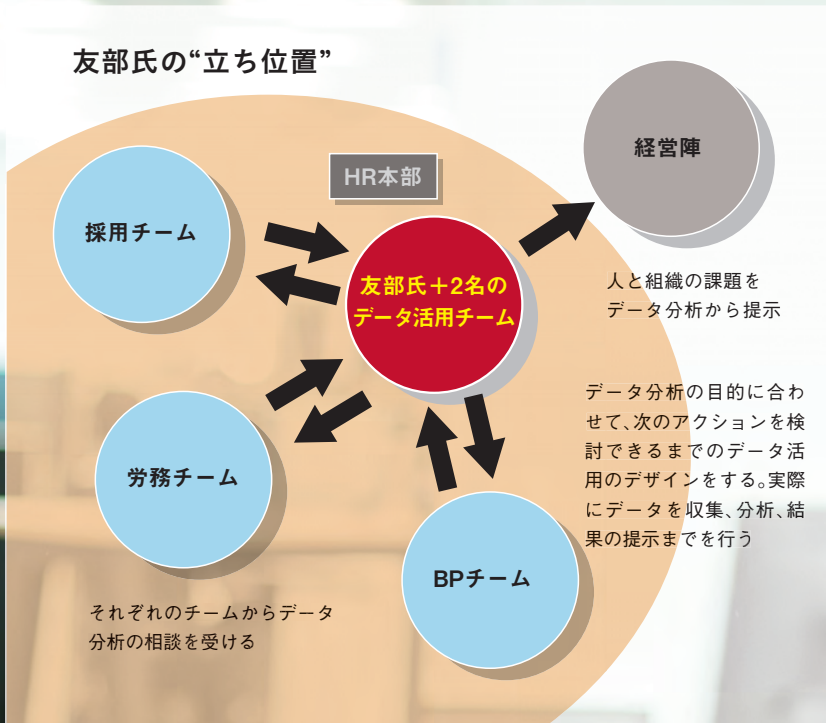 友部氏の“立ち位置”
経営陣
HR本部
採用チーム
友部氏＋2名の
データ活用チーム
人と組織の課題を
データ分析から提示
データ分析の目的に合わ
せて、次のアクションを検
討できるまでのデータ活
用のデザインをする。実際
にデータを収集、分析、結
果の提示までを行う
労務チーム
BPチーム
それぞれのチームからデータ
分析の相談を受ける